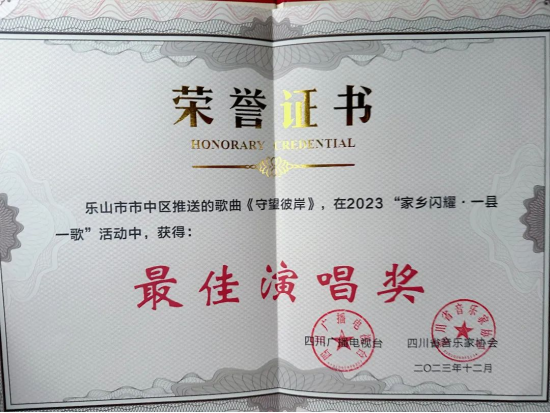 荣誉证书
HONORARY CREDENTIAL
乐山市市中区推送的歌曲《守望彼岸》，在2023“家乡闪耀·一县
一歌”活动中，获得：
最佳演唱奖
四川广播电视台 四川省音乐家协会
二〇二三年十二月